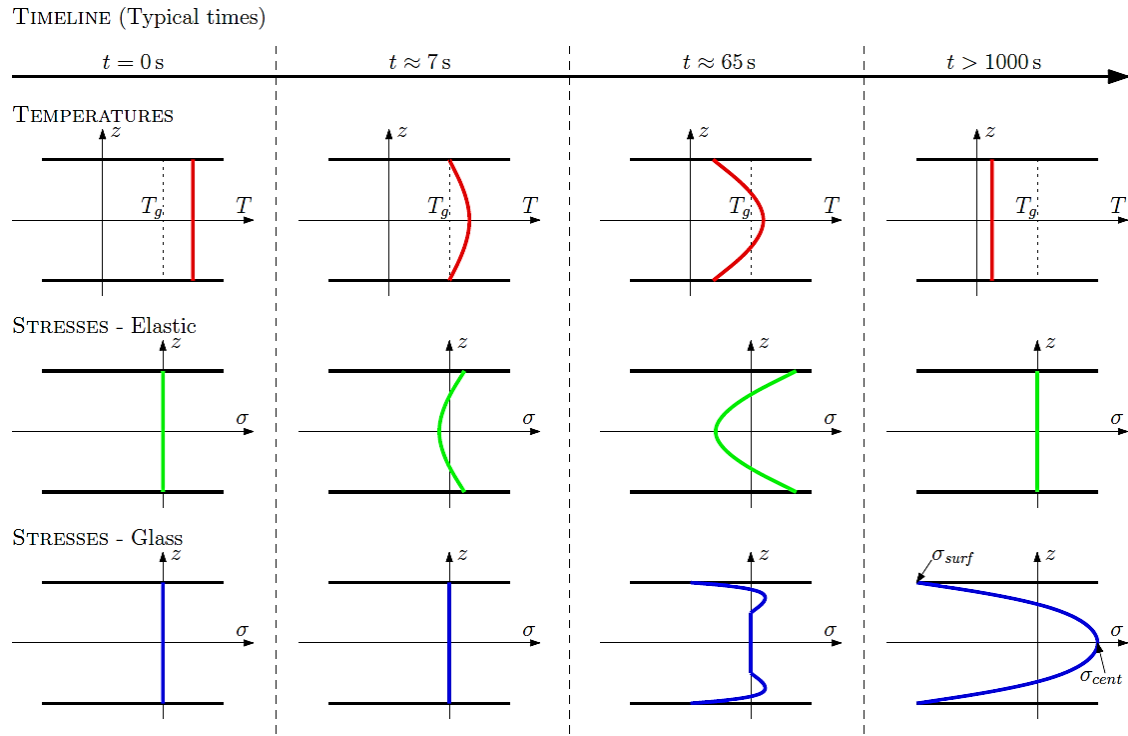 TIMELINE (Typical times)
t = 0 s t ≈ 7 s t ≈ 65 s t > 1000 s
TEMPERATURES
z z z z
T_g T T_g T T_g T T_g T
STRESSES - Elastic
z z z z
σ σ σ σ
STRESSES - Glass
z z z σ_surf z
σ σ σ σ
σ_cent